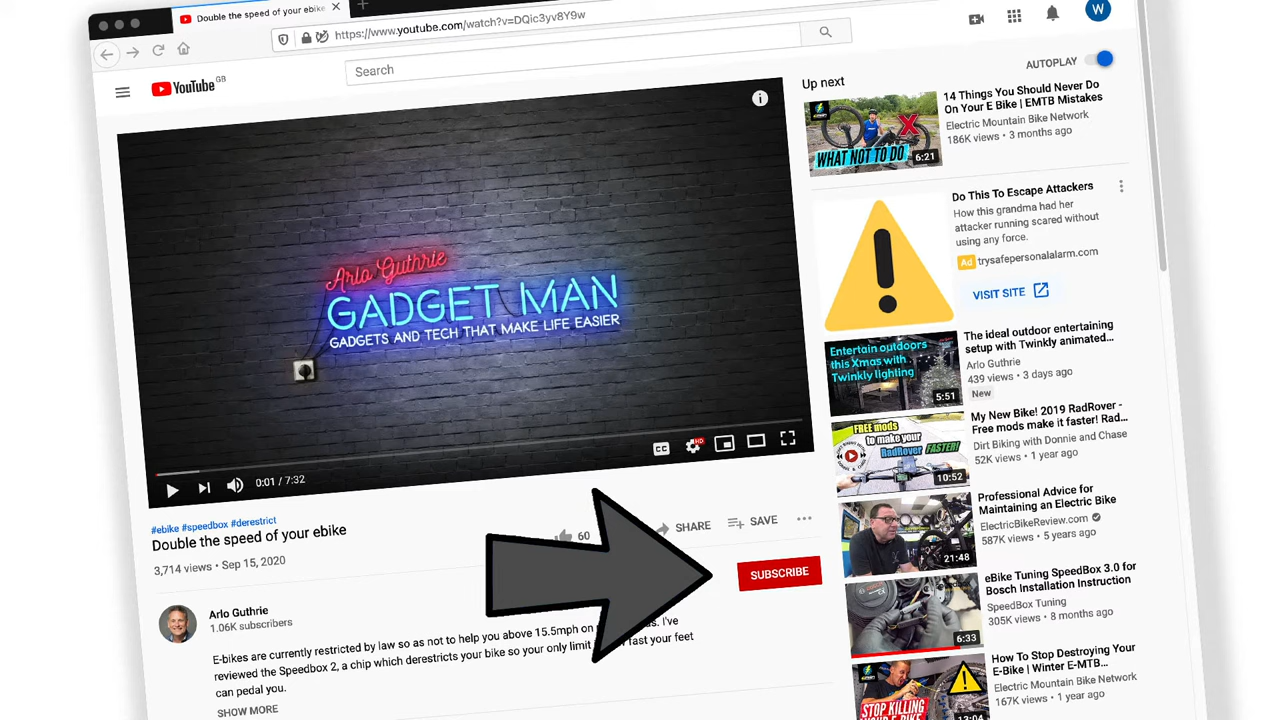 Double the speed of your ebike
https://www.youtube.com/watch?v=DQic3yv8Y9w
W
YouTube GB
Search
AUTOPLAY
Arlo Guthrie
GADGET MAN
GADGETS AND TECH THAT MAKE LIFE EASIER
CC
HD
0:01 / 7:32
#ebike #speedbox #derestrict
Double the speed of your ebike
3,714 views • Sep 15, 2020
60
SHARE
SAVE
SUBSCRIBE
Arlo Guthrie
1.06K subscribers
E-bikes are currently restricted by law so as not to help you above 15.5mph on I've
reviewed the Speedbox 2, a chip which derestricts your bike so your only limit fast your feet
can pedal you.
SHOW MORE
Up next
WHAT NOT TO DO
6:21
14 Things You Should Never Do
On Your E Bike | EMTB Mistakes
Electric Mountain Bike Network
186K views • 3 months ago
Do This To Escape Attackers
How this grandma had her
attacker running scared without
using any force.
Ad trysafepersonalalarm.com
VISIT SITE
Entertain outdoors
this Xmas with
Twinkly lighting
5:51
The ideal outdoor entertaining
setup with Twinkly animated...
Arlo Guthrie
439 views • 3 days ago
New
FREE mods
to make your
RadRover FASTER!
10:52
My New Bike! 2019 RadRover -
Free mods make it faster! Rad...
Dirt Biking with Donnie and Chase
52K views • 1 year ago
21:48
Professional Advice for
Maintaining an Electric Bike
ElectricBikeReview.com
587K views • 5 years ago
6:33
eBike Tuning SpeedBox 3.0 for
Bosch Installation Instruction
SpeedBox Tuning
305K views • 8 months ago
STOP KILLING
YOUR E-BIKE
13:04
How To Stop Destroying Your
E-Bike | Winter E-MTB...
Electric Mountain Bike Network
167K views • 1 year ago